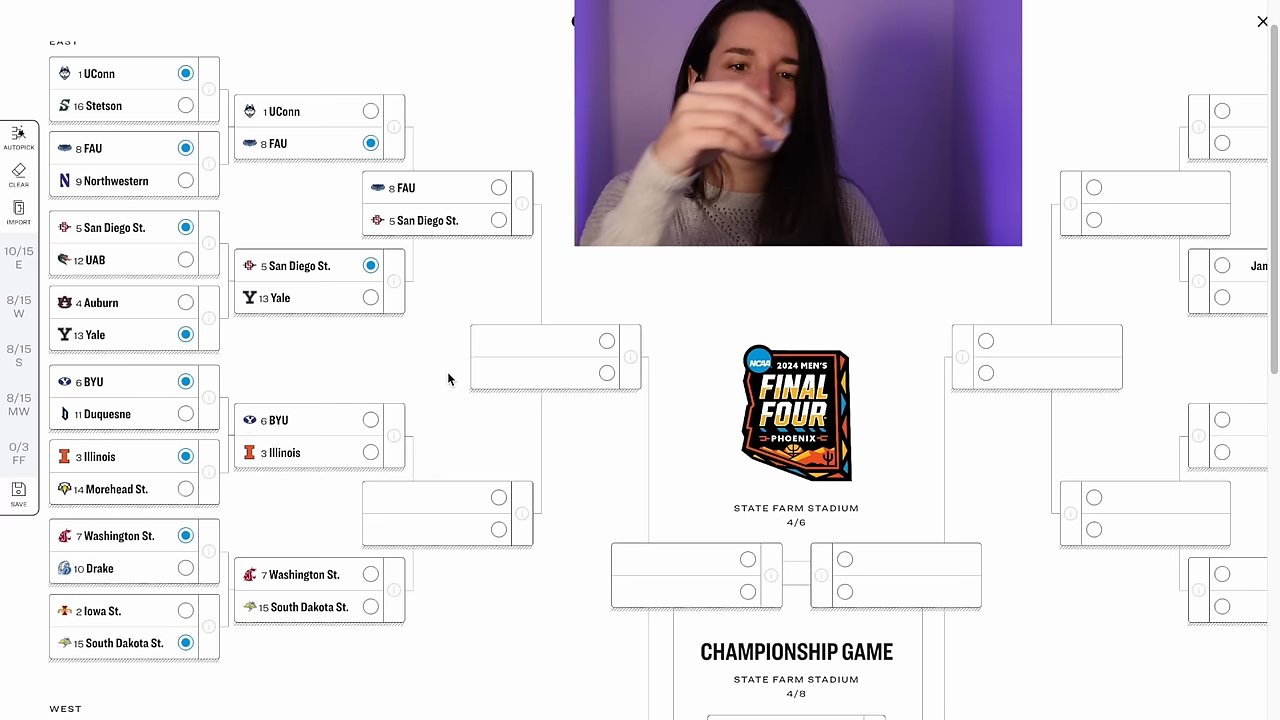 EAST
1 UConn
16 Stetson
8 FAU
9 Northwestern
5 San Diego St.
12 UAB
4 Auburn
13 Yale
6 BYU
11 Duquesne
3 Illinois
14 Morehead St.
7 Washington St.
10 Drake
2 Iowa St.
15 South Dakota St.
1 UConn
8 FAU
5 San Diego St.
13 Yale
6 BYU
3 Illinois
7 Washington St.
15 South Dakota St.
8 FAU
5 San Diego St.
AUTOPICK
CLEAR
IMPORT
10/15
E
8/15
W
8/15
S
8/15
MW
0/3
FF
SAVE
NCAA
2024 MEN'S
FINAL
FOUR
PHOENIX
STATE FARM STADIUM
4/6
CHAMPIONSHIP GAME
STATE FARM STADIUM
4/8
Jan
WEST